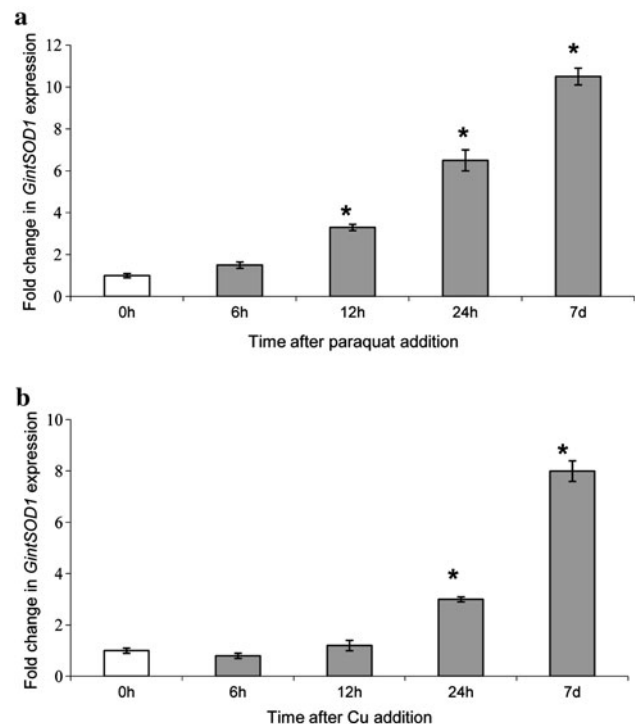 a
Fold change in GintSOD1 expression
12
10
8
6
4
2
0
*
*
*
0h 6h 12h 24h 7d
Time after paraquat addition
b
Fold change in GintSOD1 expression
10
8
6
4
2
0
*
*
0h 6h 12h 24h 7d
Time after Cu addition